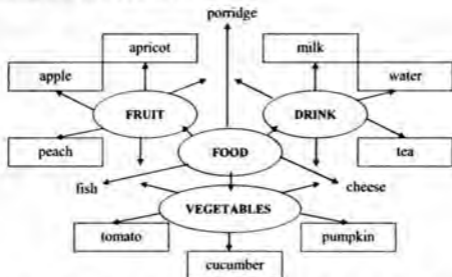 porridge
apricot milk
apple water
FRUIT DRINK
peach FOOD tea
fish cheese
VEGETABLES
tomato pumpkin
cucumber